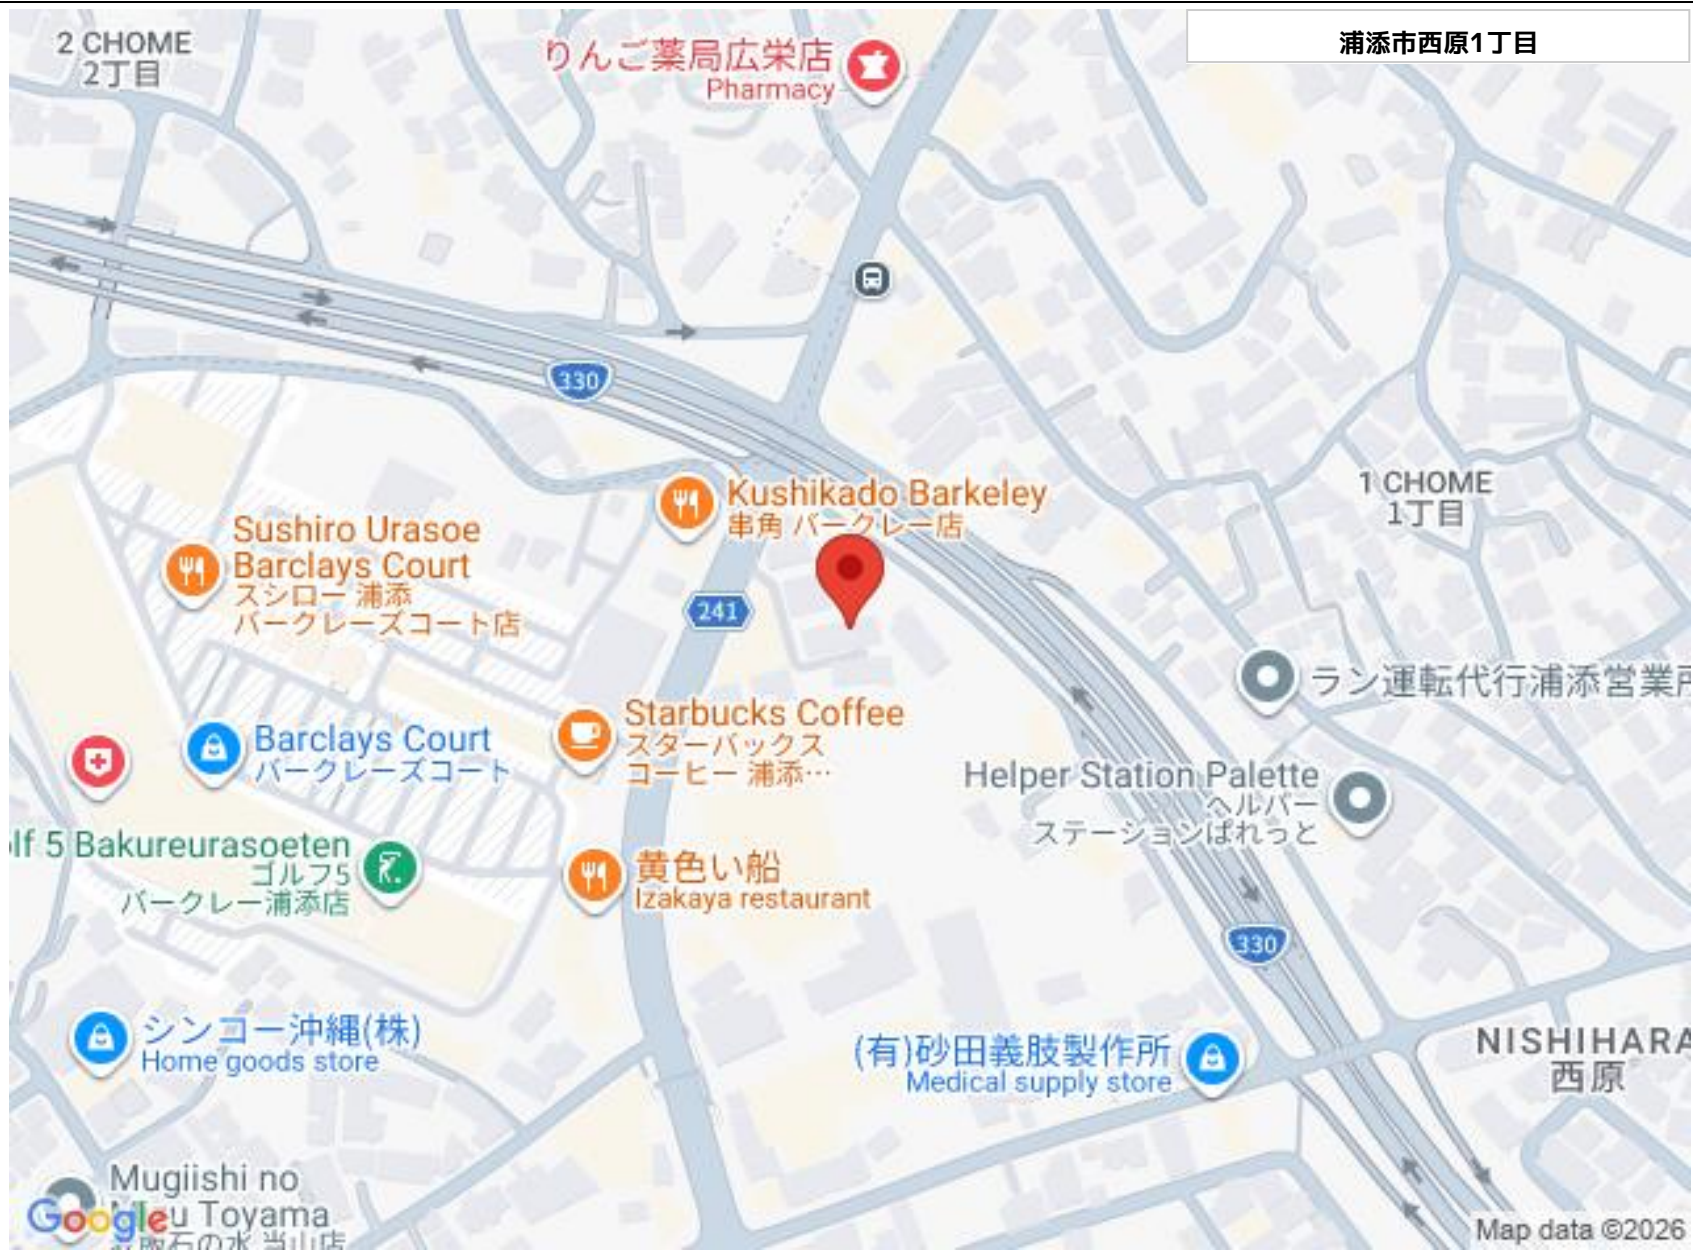 浦添市西原1丁目
2 CHOME
2丁目
りんご薬局広栄店
Pharmacy
330
Kushikado Barkeley
串角 バークレー店
1 CHOME
1丁目
Sushiro Urasoe
Barclays Court
スシロー 浦添
バークレーズコート店
241
ラン運転代行浦添営業所
Starbucks Coffee
スターバックス
コーヒー 浦添…
Barclays Court
バークレーズコート
Helper Station Palette
ヘルパー
ステーションぱれっと
lf 5 Bakureurasoeten
ゴルフ5
バークレー浦添店
黄色い船
Izakaya restaurant
330
シンコー沖縄(株)
Home goods store
(有)砂田義肢製作所
Medical supply store
NISHIHARA
西原
Mugiishi no
u Toyama
石の水 当山店
Google
Map data ©2026